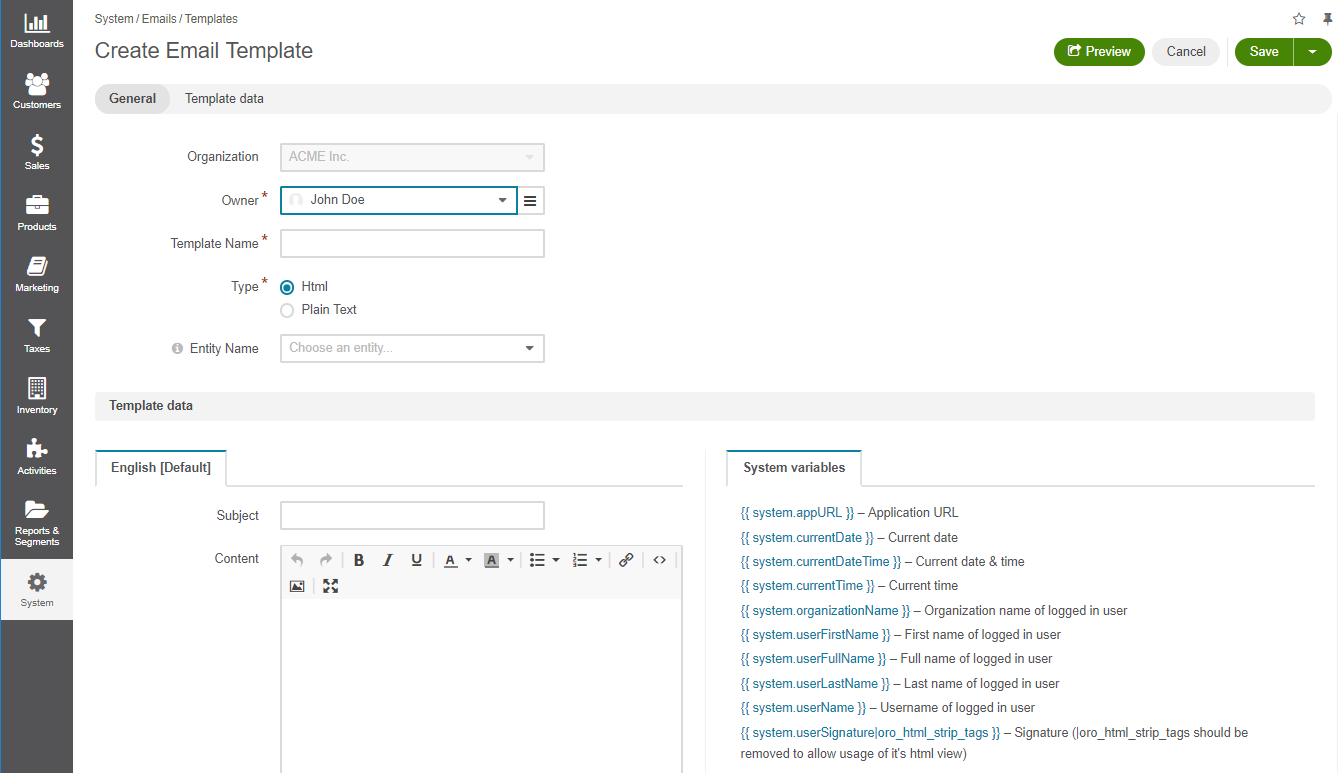 Dashboards
Customers
Sales
Products
Marketing
Taxes
Inventory
Activities
Reports &
Segments
System
System / Emails / Templates
Create Email Template
Preview
Cancel
Save
General
Template data
Organization
ACME Inc.
Owner *
John Doe
Template Name *
Type *
Html
Plain Text
Entity Name
Choose an entity...
Template data
English [Default]
Subject
Content
B I U A A
System variables
{{ system.appURL }} – Application URL
{{ system.currentDate }} – Current date
{{ system.currentDateTime }} – Current date & time
{{ system.currentTime }} – Current time
{{ system.organizationName }} – Organization name of logged in user
{{ system.userFirstName }} – First name of logged in user
{{ system.userFullName }} – Full name of logged in user
{{ system.userLastName }} – Last name of logged in user
{{ system.userName }} – Username of logged in user
{{ system.userSignature|oro_html_strip_tags }} – Signature (|oro_html_strip_tags should be
removed to allow usage of it's html view)